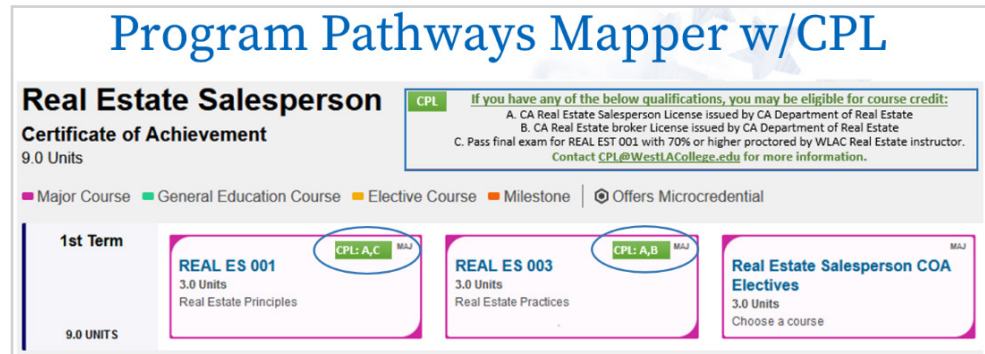 Program Pathways Mapper w/CPL
Real Estate Salesperson
Certificate of Achievement
9.0 Units
CPL
If you have any of the below qualifications, you may be eligible for course credit:
A. CA Real Estate Salesperson License issued by CA Department of Real Estate
B. CA Real Estate broker License issued by CA Department of Real Estate
C. Pass final exam for REAL EST 001 with 70% or higher proctored by WLAC Real Estate instructor.
Contact CPL@WestLACollege.edu for more information.
Major Course General Education Course Elective Course Milestone Offers Microcredential
1st Term
9.0 UNITS
CPL: A,C MAJ
REAL ES 001
3.0 Units
Real Estate Principles
CPL: A,B MAJ
REAL ES 003
3.0 Units
Real Estate Practices
MAJ
Real Estate Salesperson COA
Electives
3.0 Units
Choose a course